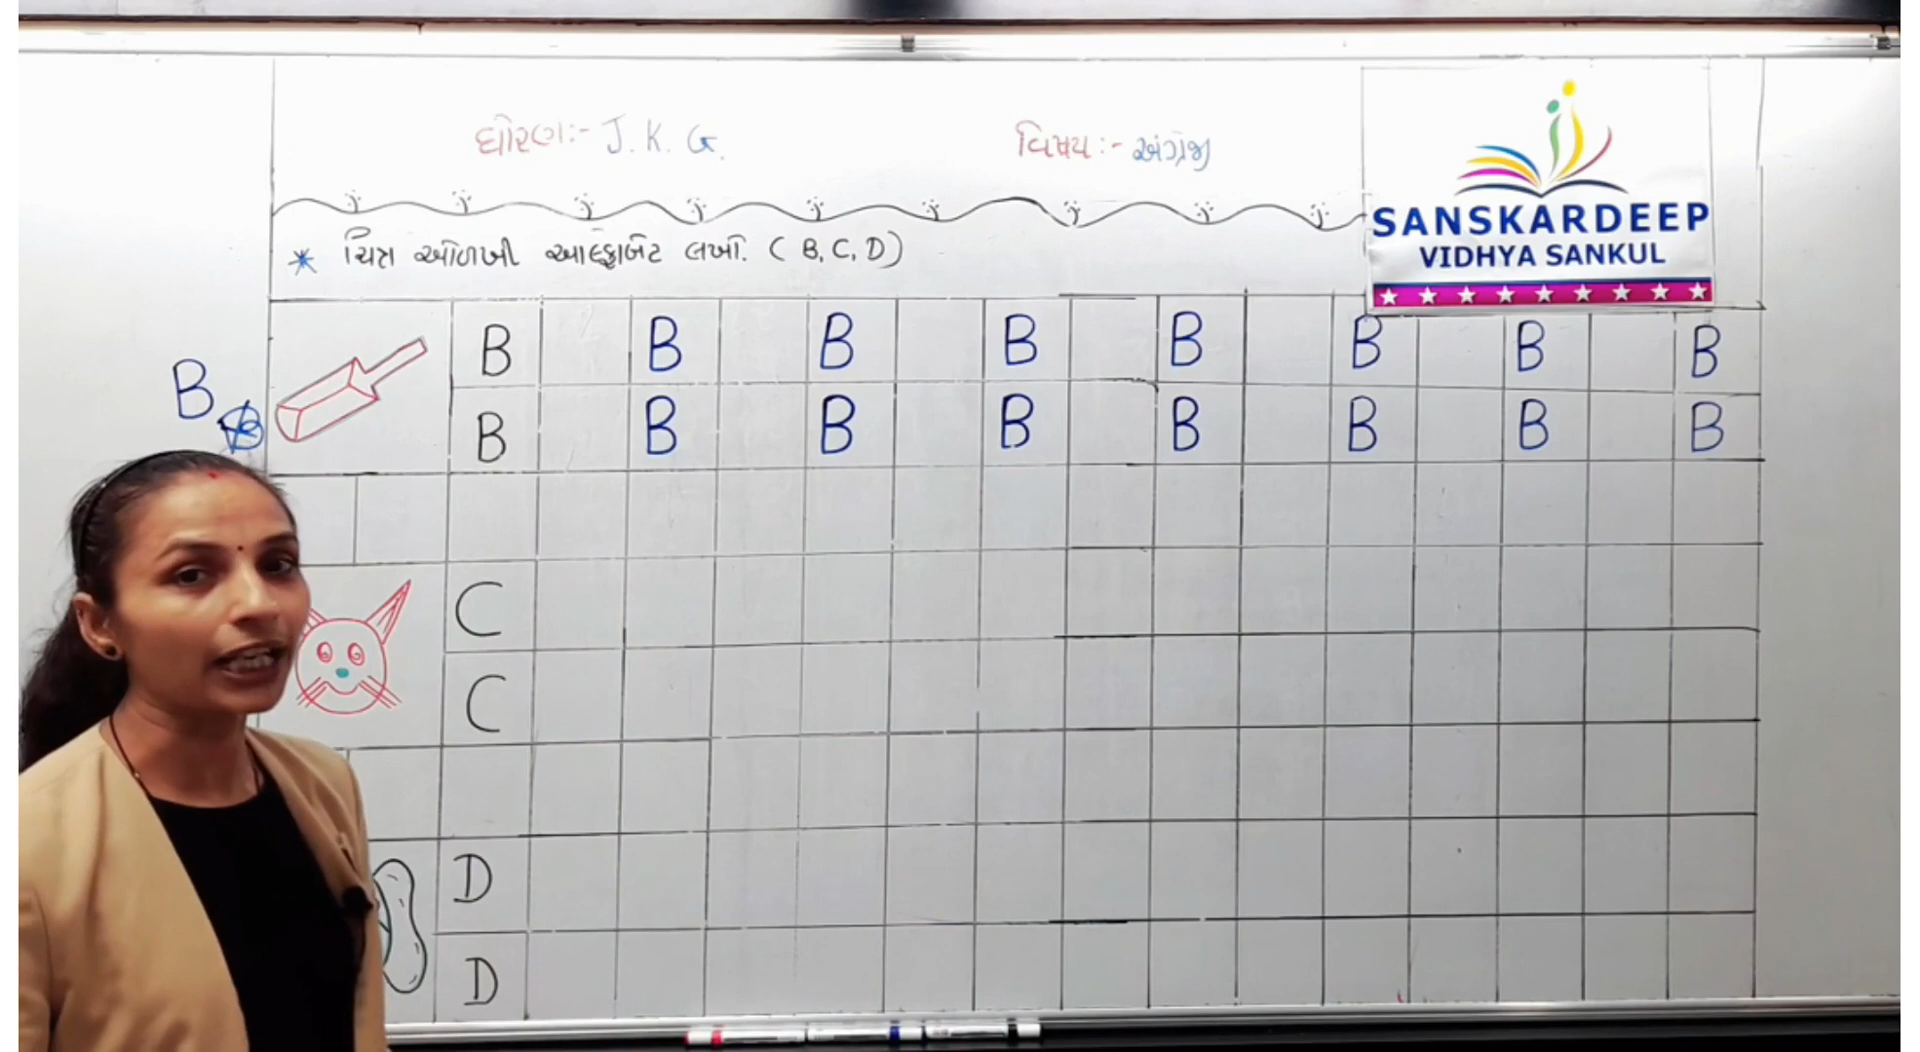 ધોરણ:- J. K. G.
વિષય:- અંગ્રેજી
SANSKARDEEP
VIDHYA SANKUL
* ચિત્ર ઓળખી આલ્ફાબેટ લખો. ( B, C, D )
B B B B B B B B
B
B B B B B B B B
C
C
D
D